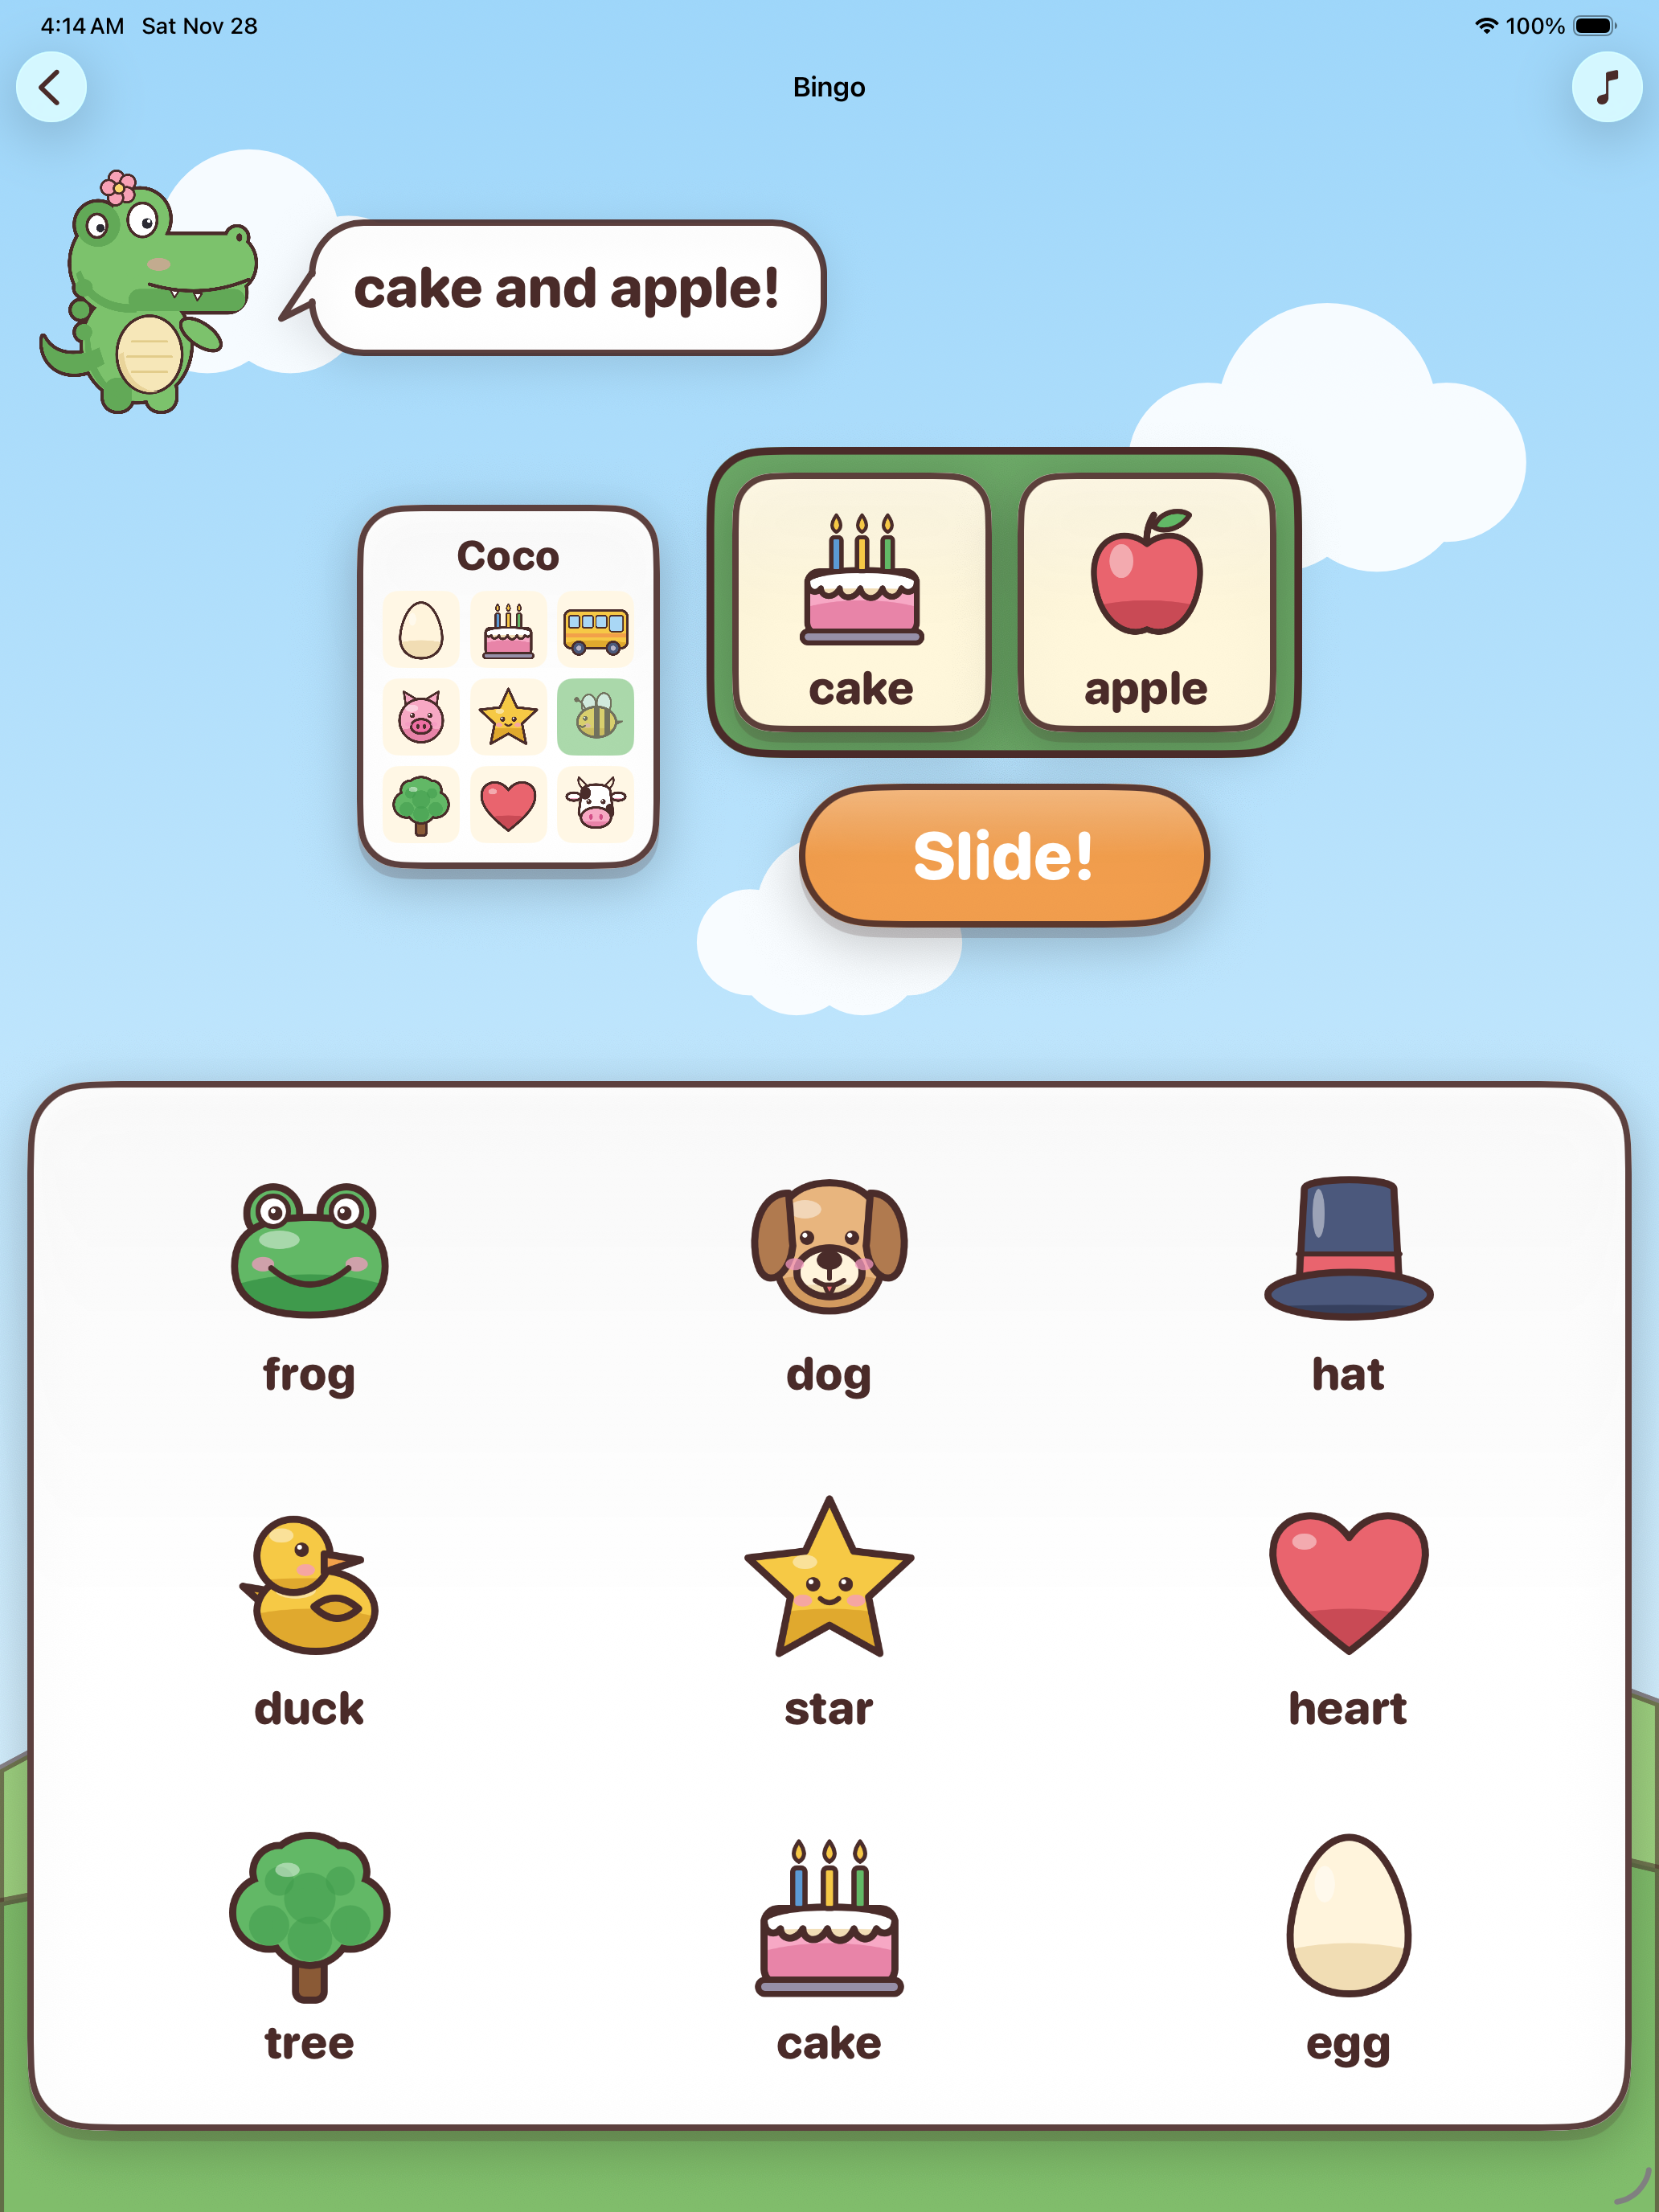 4:14 AM Sat Nov 28
100%
Bingo
cake and apple!
Coco
cake
apple
Slide!
frog
dog
hat
duck
star
heart
tree
cake
egg